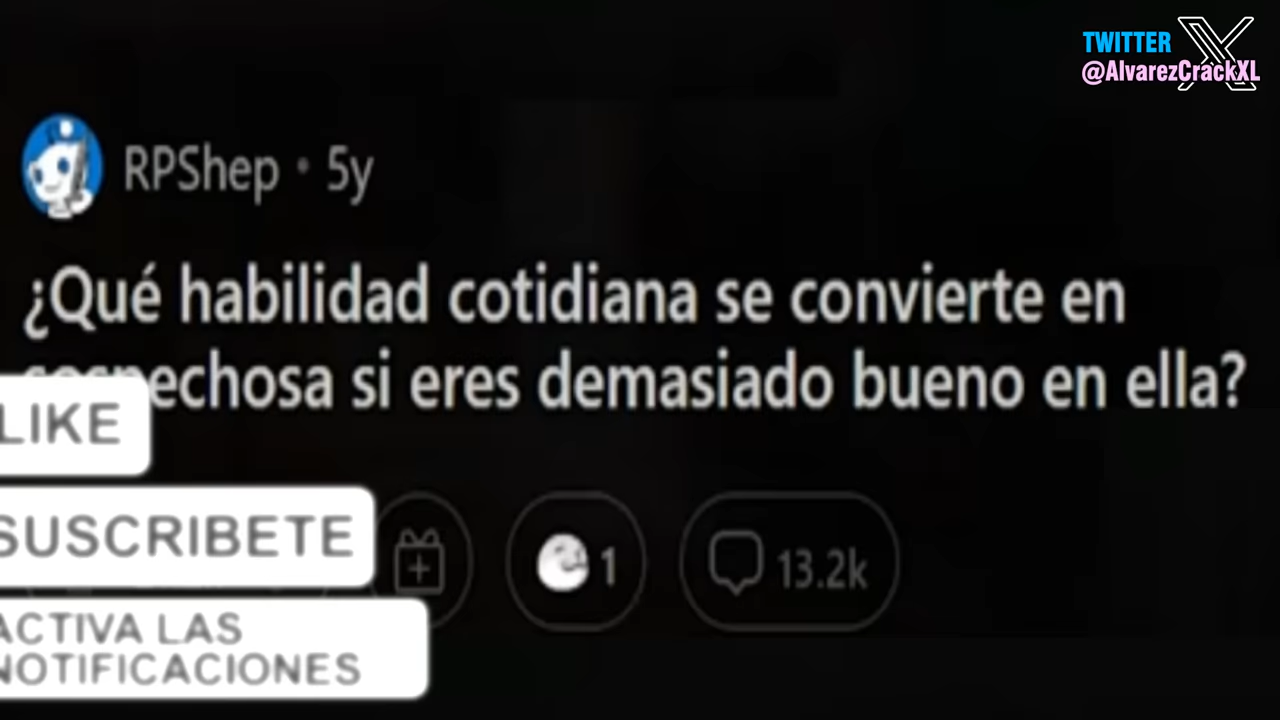 TWITTER
@AlvarezCrackXL
RPShep • 5y
¿Qué habilidad cotidiana se convierte en
sospechosa si eres demasiado bueno en ella?
LIKE
SUSCRIBETE
1
13.2k
ACTIVA LAS
NOTIFICACIONES